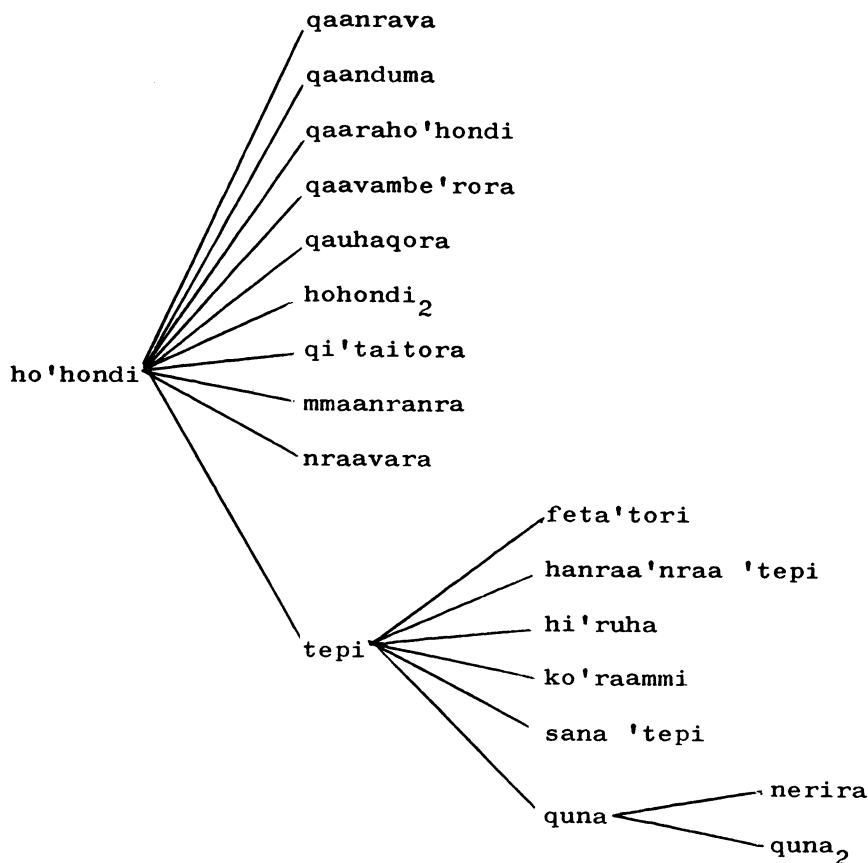 qaanrava
qaanduma
qaaraho'hondi
qaavambe'rora
qauhaqora
hohondi₂
qi'taitora
ho'hondi
mmaanranra
nraavara
feta'tori
hanraa'nraa 'tepi
hi'ruha
tepi
ko'raammi
sana 'tepi
nerira
quna
quna₂